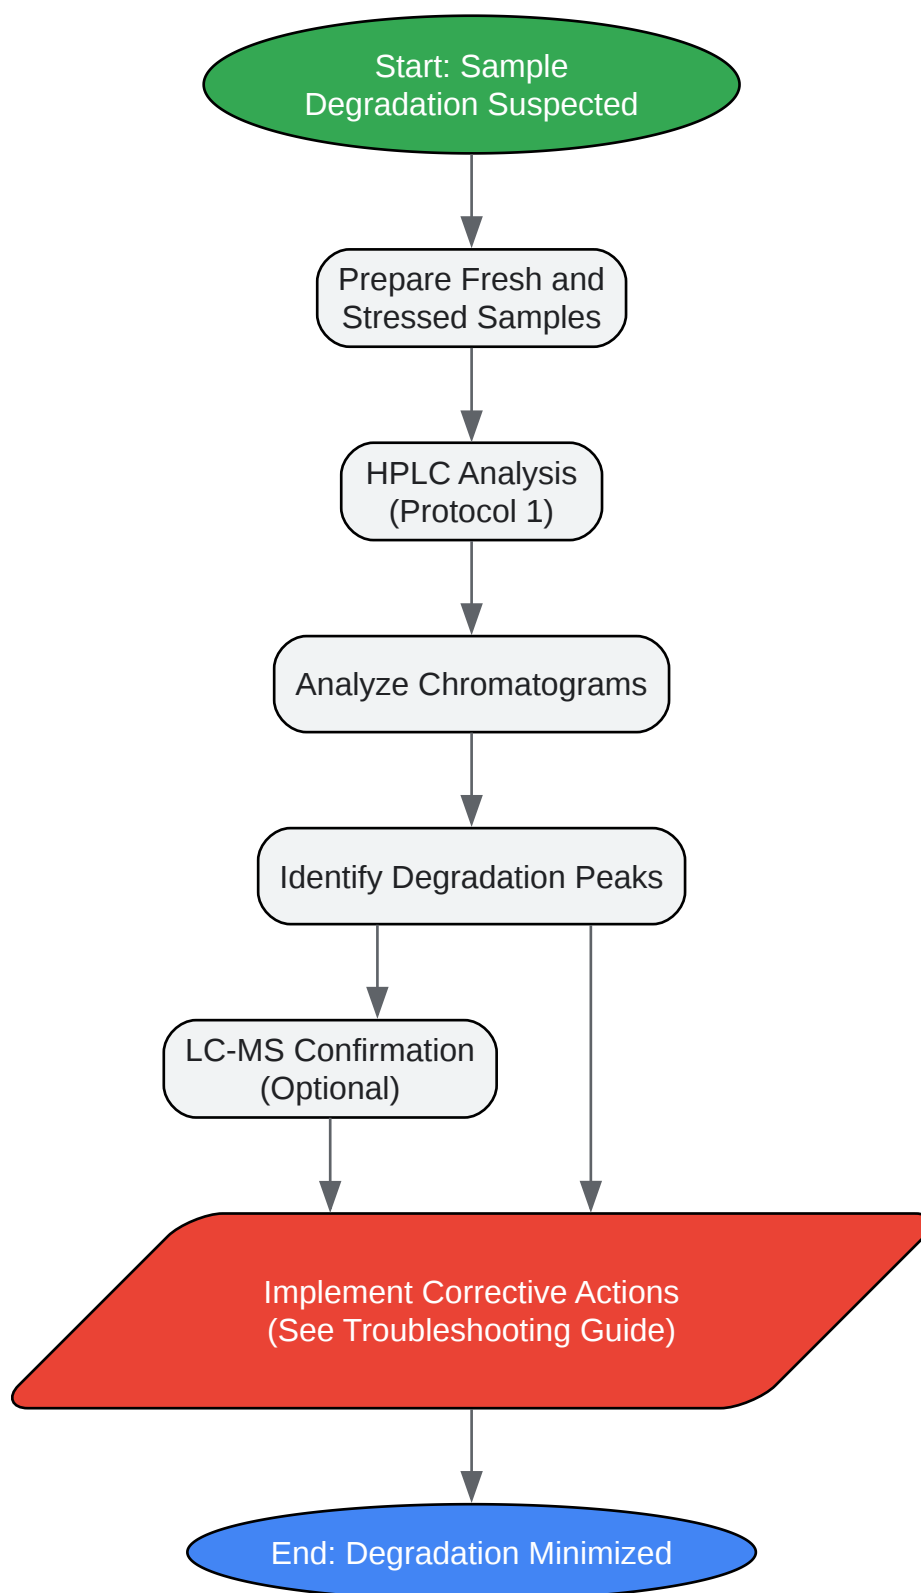 Start: Sample
Degradation Suspected
Prepare Fresh and
Stressed Samples
HPLC Analysis
(Protocol 1)
Analyze Chromatograms
Identify Degradation Peaks
LC-MS Confirmation
(Optional)
Implement Corrective Actions
(See Troubleshooting Guide)
End: Degradation Minimized